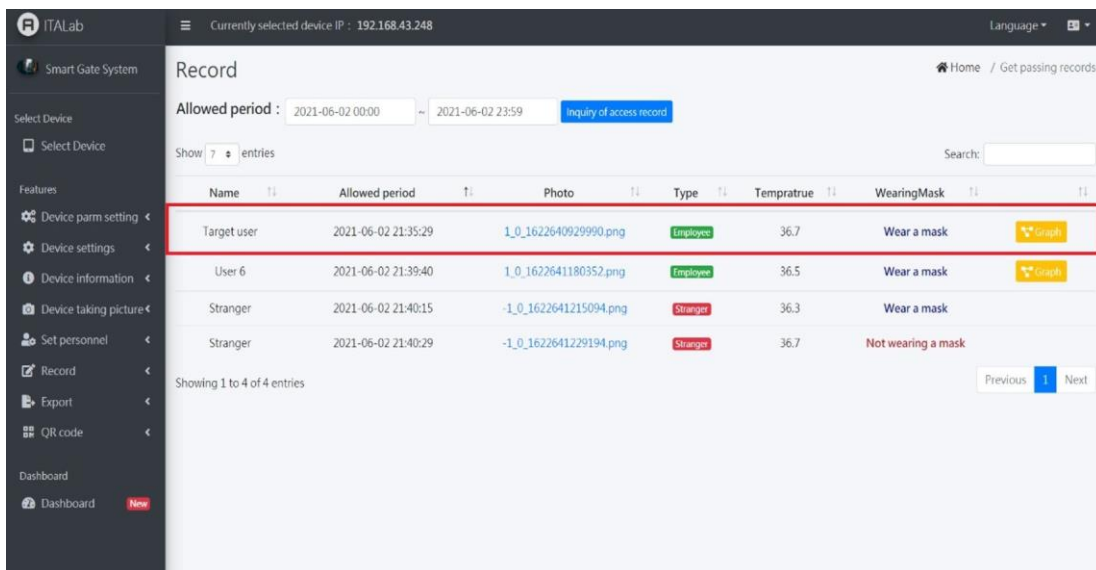 ITALab
Currently selected device IP : 192.168.43.248
Language
Smart Gate System
Record
Home / Get passing records
Select Device
Select Device
Allowed period : 2021-06-02 00:00 ~ 2021-06-02 23:59 Inquiry of access record
Show 7 entries
Search:
Features
Device parm setting
Device settings
Device information
Device taking picture
Set personnel
Record
Export
QR code
Dashboard
Dashboard New
Name Allowed period Photo Type Tempratrue WearingMask
Target user 2021-06-02 21:35:29 1_0_1622640929990.png Employee 36.7 Wear a mask Graph
User 6 2021-06-02 21:39:40 1_0_1622641180352.png Employee 36.5 Wear a mask Graph
Stranger 2021-06-02 21:40:15 -1_0_1622641215094.png Stranger 36.3 Wear a mask
Stranger 2021-06-02 21:40:29 -1_0_1622641229194.png Stranger 36.7 Not wearing a mask
Showing 1 to 4 of 4 entries
Previous 1 Next